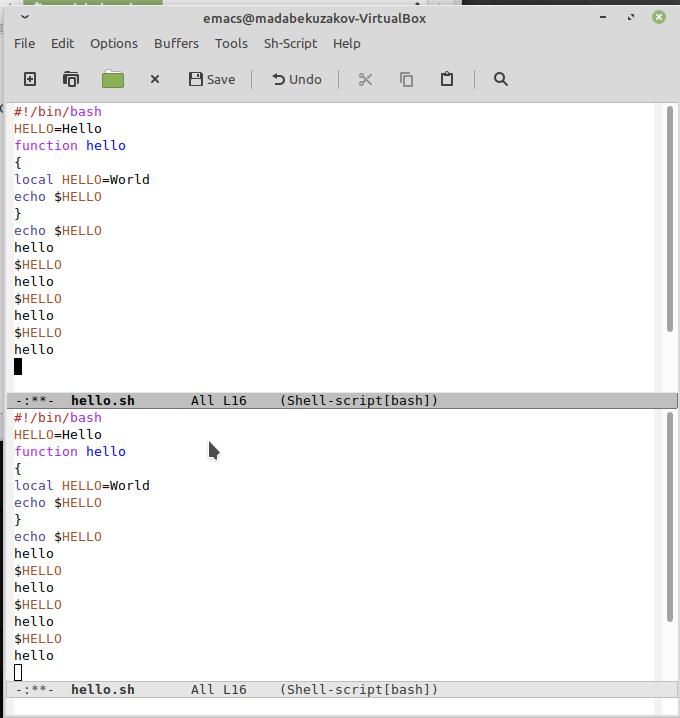 emacs@madabekuzakov-VirtualBox
File Edit Options Buffers Tools Sh-Script Help
Save Undo
#!/bin/bash
HELLO=Hello
function hello
{
local HELLO=World
echo $HELLO
}
echo $HELLO
hello
$HELLO
hello
$HELLO
hello
$HELLO
hello
-:**- hello.sh All L16 (Shell-script[bash])
#!/bin/bash
HELLO=Hello
function hello
{
local HELLO=World
echo $HELLO
}
echo $HELLO
hello
$HELLO
hello
$HELLO
hello
$HELLO
hello
-:**- hello.sh All L16 (Shell-script[bash])